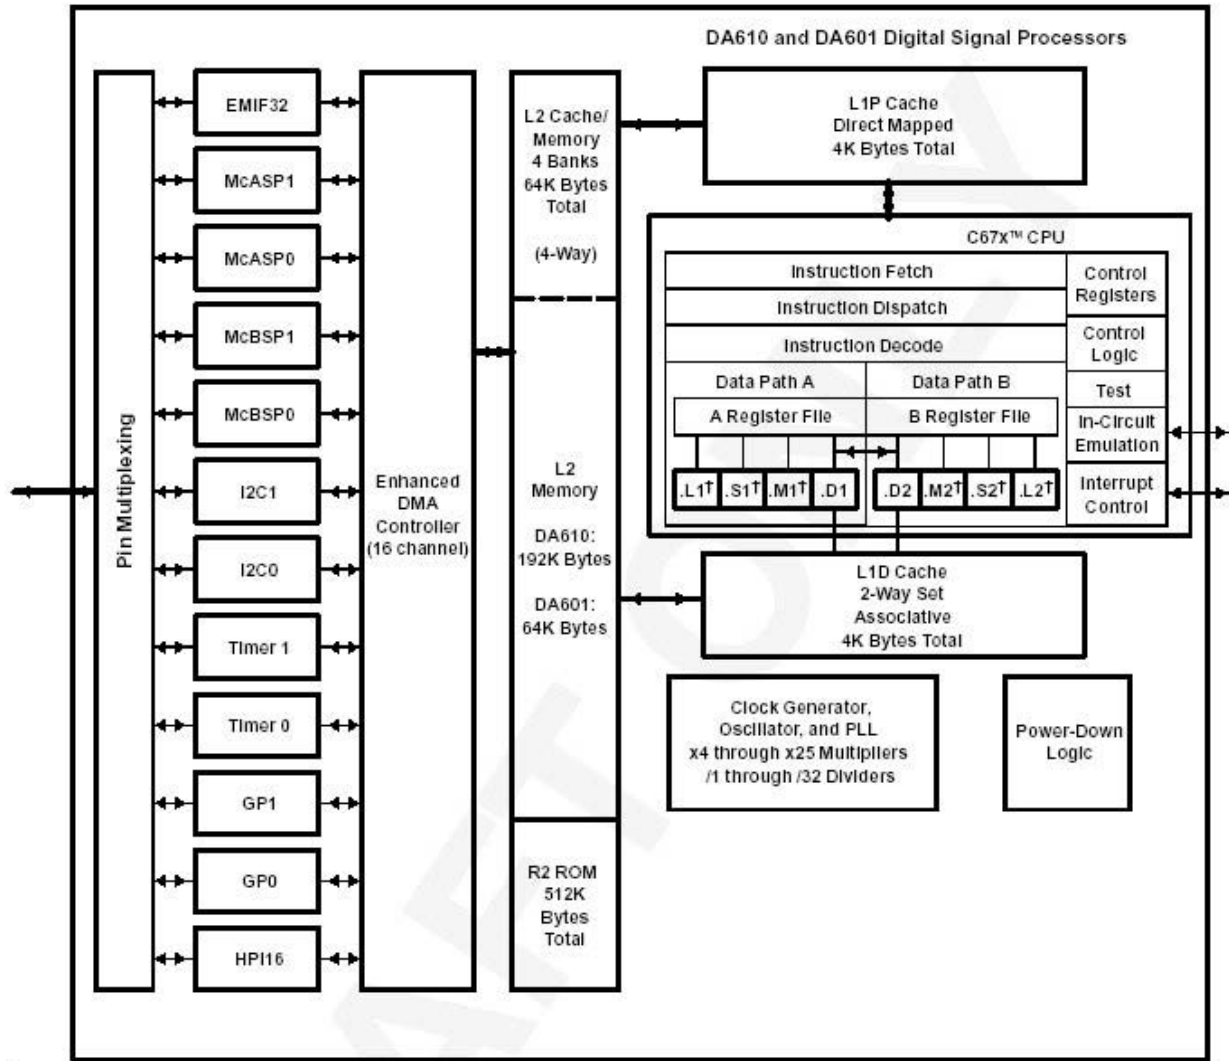 DA610 and DA601 Digital Signal Processors
Pin Multiplexing
EMIF32
McASP1
McASP0
McBSP1
McBSP0
I2C1
I2C0
Timer 1
Timer 0
GP1
GP0
HPI16
Enhanced
DMA
Controller
(16 channel)
L2 Cache/
Memory
4 Banks
64K Bytes
Total
(4-Way)
L2
Memory
DA610:
192K Bytes
DA601:
64K Bytes
R2 ROM
512K
Bytes
Total
L1P Cache
Direct Mapped
4K Bytes Total
C67x™ CPU
Instruction Fetch
Instruction Dispatch
Instruction Decode
Data Path A
Data Path B
A Register File
B Register File
.L1† .S1† .M1† .D1
.D2 .M2† .S2† .L2†
Control
Registers
Control
Logic
Test
In-Circuit
Emulation
Interrupt
Control
L1D Cache
2-Way Set
Associative
4K Bytes Total
Clock Generator,
Oscillator, and PLL
x4 through x25 Multipliers
/1 through /32 Dividers
Power-Down
Logic
AFT ONLY